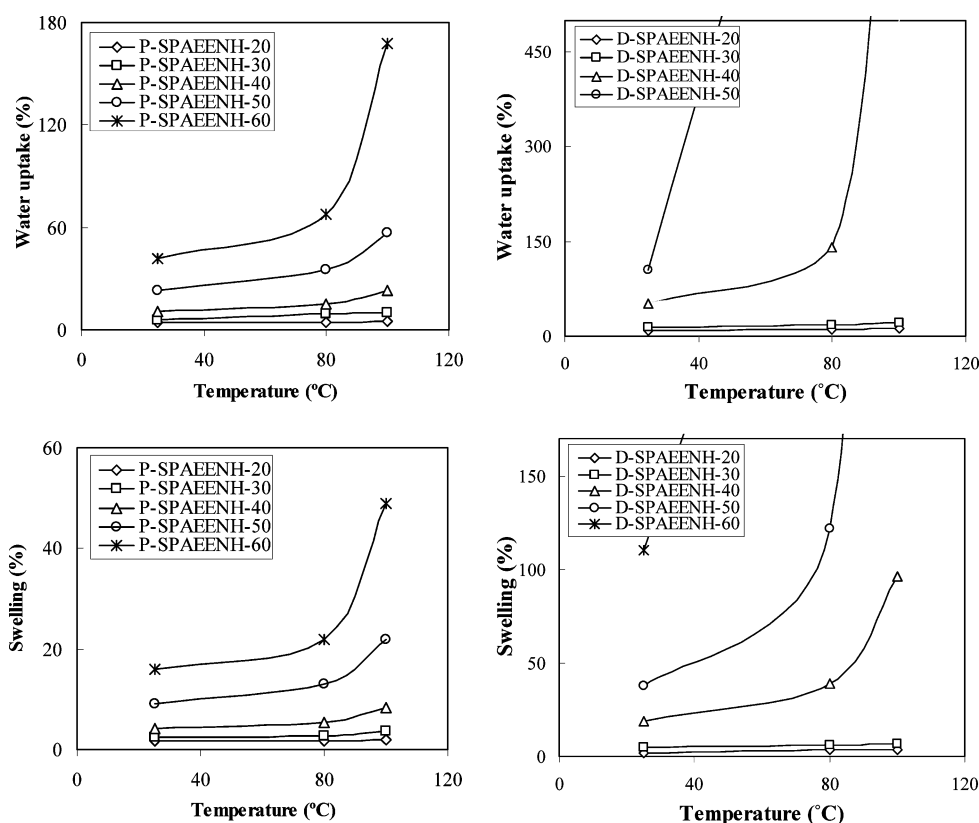 180
120
60
0
0
40
80
120
Water uptake (%)
Temperature (ºC)
P-SPAEENH-20
P-SPAEENH-30
P-SPAEENH-40
P-SPAEENH-50
P-SPAEENH-60
450
300
150
0
0
40
80
120
Water uptake (%)
Temperature (˚C)
D-SPAEENH-20
D-SPAEENH-30
D-SPAEENH-40
D-SPAEENH-50
60
40
20
0
0
40
80
120
Swelling (%)
Temperature (ºC)
P-SPAEENH-20
P-SPAEENH-30
P-SPAEENH-40
P-SPAEENH-50
P-SPAEENH-60
150
100
50
0
0
40
80
120
Swelling (%)
Temperature (˚C)
D-SPAEENH-20
D-SPAEENH-30
D-SPAEENH-40
D-SPAEENH-50
D-SPAEENH-60